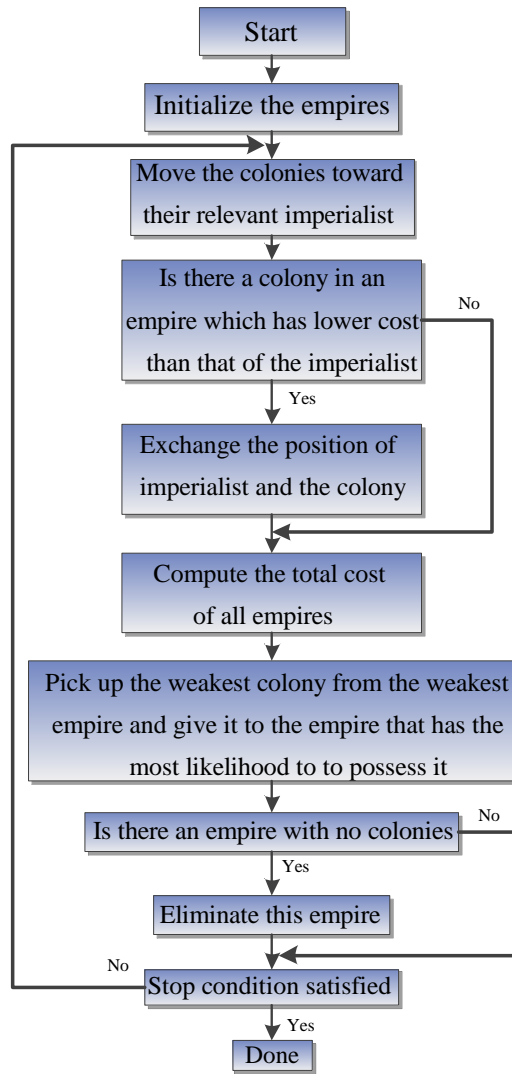 Start
Initialize the empires
Move the colonies toward
their relevant imperialist
Is there a colony in an
empire which has lower cost
than that of the imperialist
No
Yes
Exchange the position of
imperialist and the colony
Compute the total cost
of all empires
Pick up the weakest colony from the weakest
empire and give it to the empire that has the
most likelihood to to possess it
Is there an empire with no colonies
No
Yes
Eliminate this empire
No
Stop condition satisfied
Yes
Done